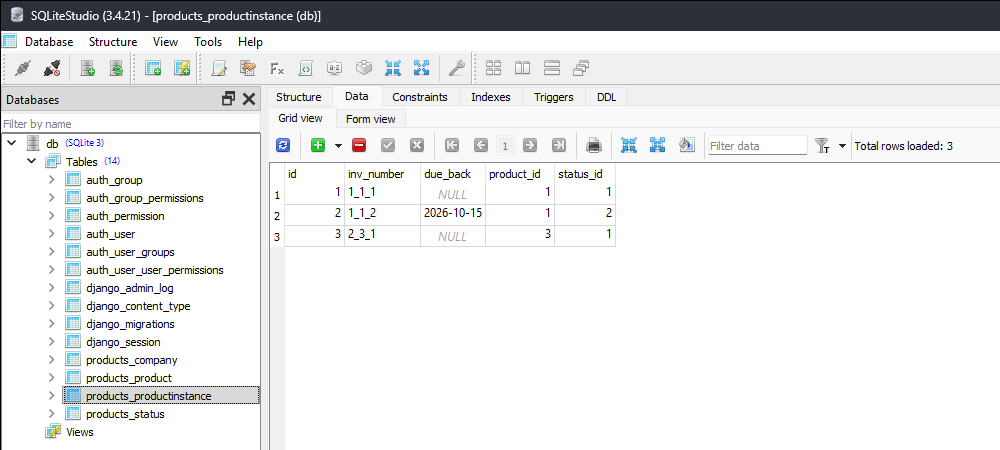 SQLiteStudio (3.4.21) - [products_productinstance (db)]
Database Structure View Tools Help
Databases
Filter by name
db (SQLite 3)
Tables (14)
auth_group
auth_group_permissions
auth_permission
auth_user
auth_user_groups
auth_user_user_permissions
django_admin_log
django_content_type
django_migrations
django_session
products_company
products_product
products_productinstance
products_status
Views
Structure Data Constraints Indexes Triggers DDL
Grid view Form view
1 Filter data Total rows loaded: 3
id inv_number due_back product_id status_id
1 1 1_1_1 NULL 1 1
2 2 1_1_2 2026-10-15 1 2
3 3 2_3_1 NULL 3 1